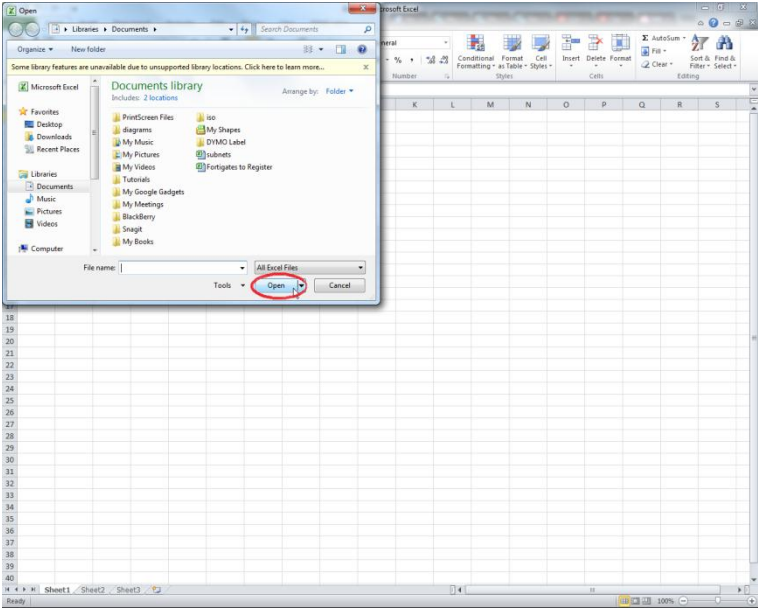 Open
Microsoft Excel
Libraries ▸ Documents ▸
Search Documents
Organize ▾ New folder
Some library features are unavailable due to unsupported library locations. Click here to learn more...
Microsoft Excel
Favorites
Desktop
Downloads
Recent Places
Libraries
Documents
Music
Pictures
Videos
Computer
Documents library
Includes: 2 locations
Arrange by: Folder ▾
PrintScreen Files
diagrams
My Music
My Pictures
My Videos
Tutorials
My Google Gadgets
My Meetings
BlackBerry
Snagit
My Books
iso
My Shapes
DYMO Label
subnets
Fortigates to Register
File name:
All Excel Files
Tools
Open
Cancel
% ,
Number
Conditional Formatting
Format as Table
Cell Styles
Styles
Insert Delete Format
Cells
Σ AutoSum
Fill
Clear
Sort & Filter
Find & Select
Editing
K L M N O P Q R S
18
19
20
21
22
23
24
25
26
27
28
29
30
31
32
33
34
35
36
37
38
39
40
Sheet1 Sheet2 Sheet3
Ready
100%